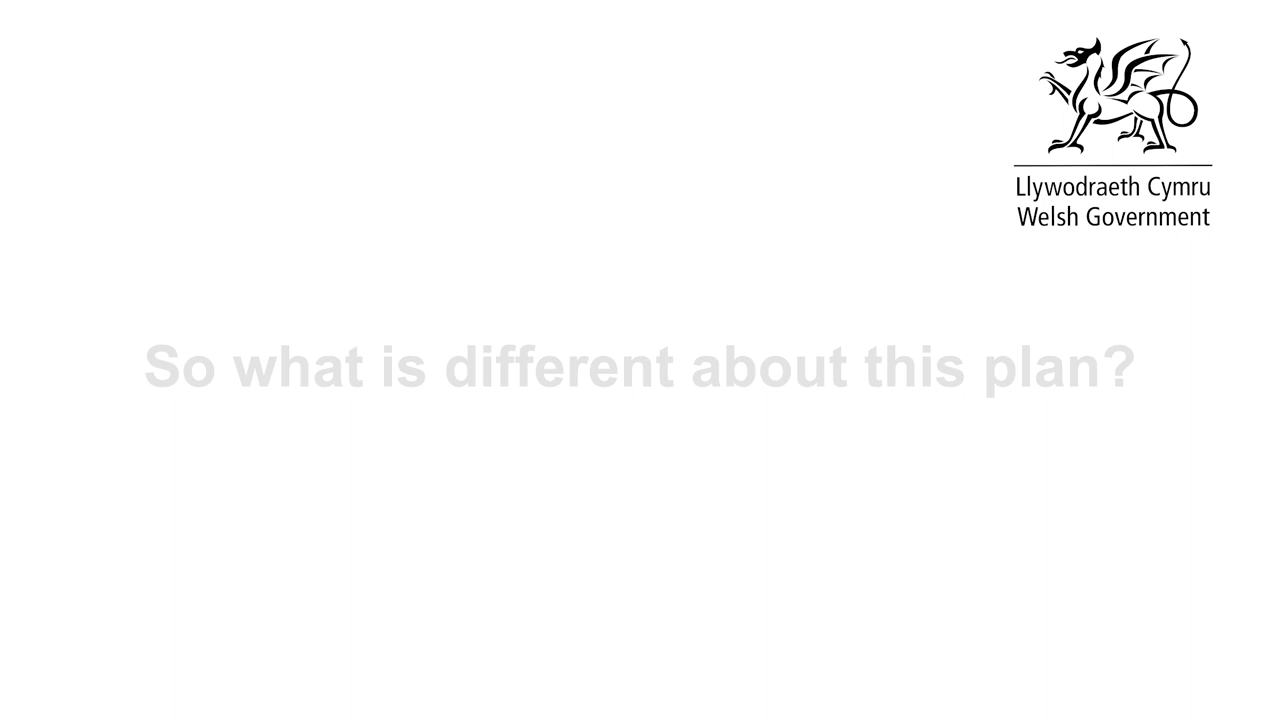 Llywodraeth Cymru
Welsh Government
So what is different about this plan?